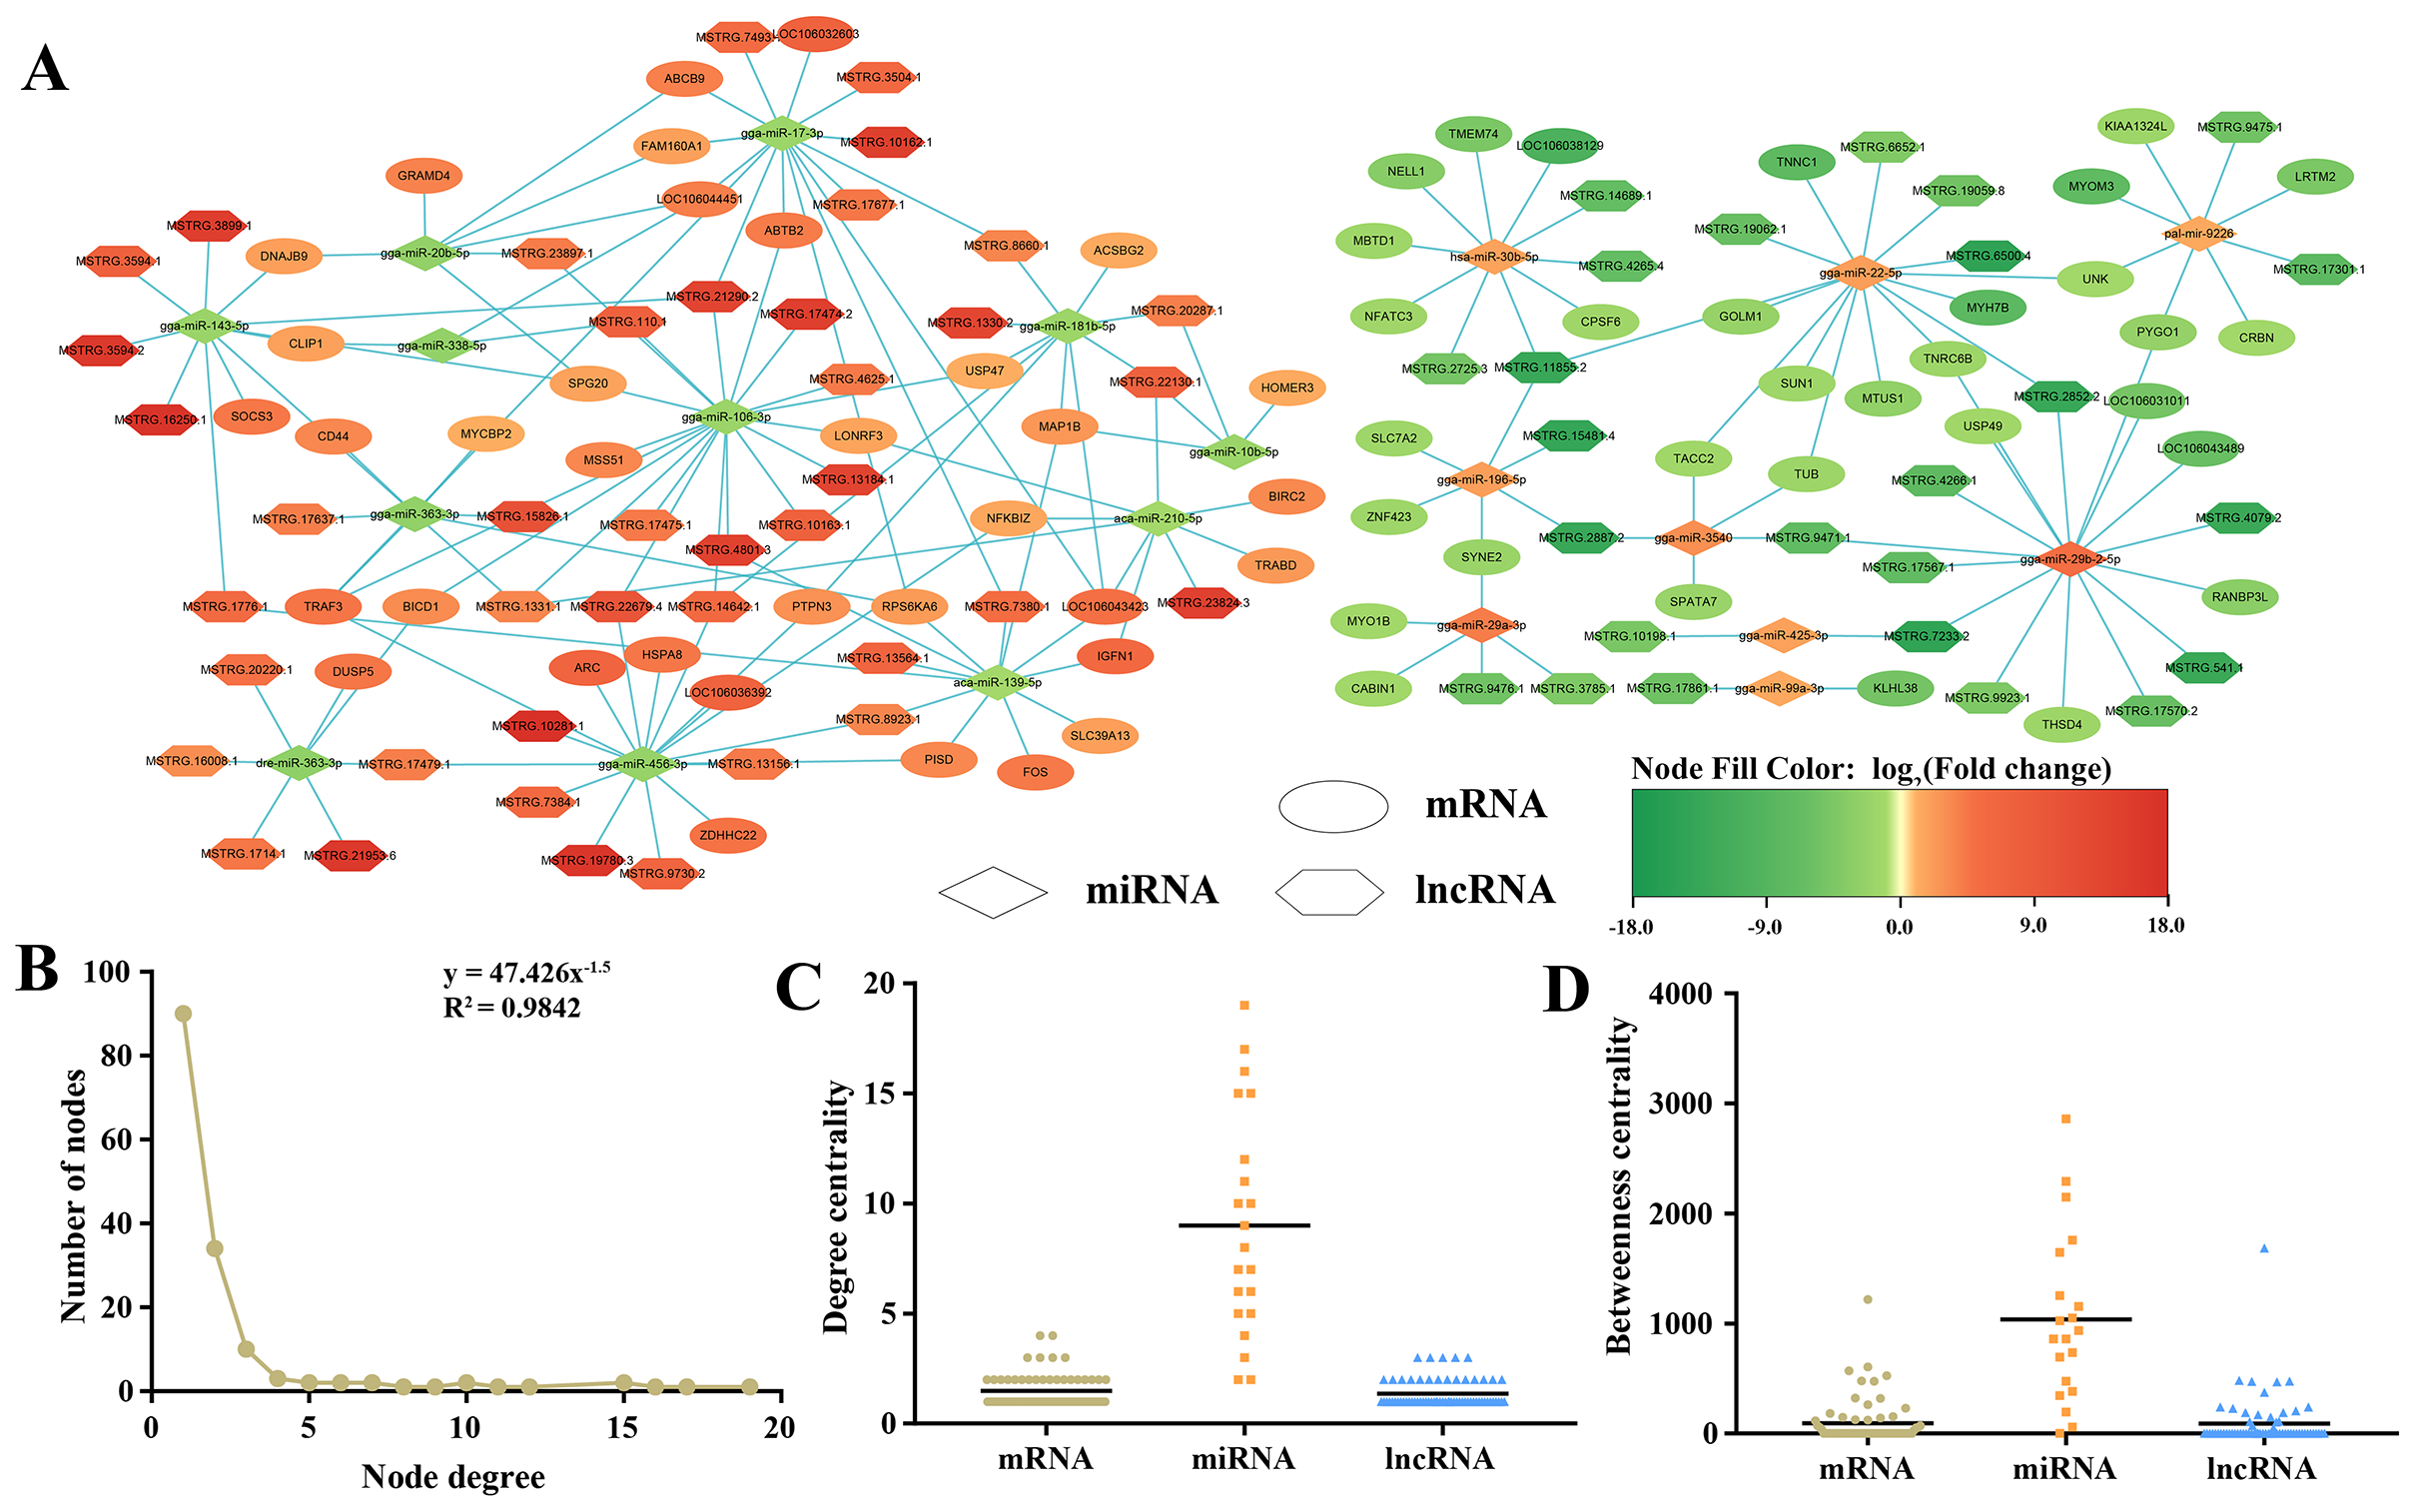 A
MSTRG.7493.1
LOC106032603
ABCB9
MSTRG.3504.1
gga-miR-17-3p
MSTRG.10162.1
FAM160A1
GRAMD4
LOC106044451
MSTRG.17677.1
MSTRG.3899.1
ABTB2
MSTRG.8660.1
ACSBG2
MSTRG.3594.1
DNAJB9
gga-miR-20b-5p
MSTRG.23897.1
MSTRG.21290.2
MSTRG.17474.2
MSTRG.1330.2
gga-miR-181b-5p
MSTRG.20287.1
gga-miR-143-5p
MSTRG.110.1
MSTRG.3594.2
CLIP1
gga-miR-338-5p
SPG20
MSTRG.4625.1
USP47
MSTRG.22130.1
HOMER3
MSTRG.16250.1
SOCS3
CD44
MYCBP2
gga-miR-106-3p
LONRF3
MAP1B
gga-miR-10b-5p
MSS51
MSTRG.13184.1
BIRC2
MSTRG.17637.1
gga-miR-363-3p
MSTRG.15826.1
MSTRG.17475.1
MSTRG.10163.1
NFKBIZ
aca-miR-210-5p
MSTRG.4801.3
TRABD
MSTRG.1776.1
TRAF3
BICD1
MSTRG.1331.1
MSTRG.22679.4
MSTRG.14642.1
PTPN3
RPS6KA6
MSTRG.7380.1
LOC106043423
MSTRG.23824.3
MSTRG.20220.1
DUSP5
ARC
HSPA8
LOC106036392
MSTRG.13564.1
aca-miR-139-5p
IGFN1
MSTRG.10281.1
MSTRG.8923.1
SLC39A13
MSTRG.16008.1
dre-miR-363-3p
MSTRG.17479.1
gga-miR-456-3p
MSTRG.13156.1
PISD
FOS
MSTRG.7384.1
ZDHHC22
MSTRG.1714.1
MSTRG.21953.6
MSTRG.19780.3
MSTRG.9730.2
TMEM74
LOC106038129
NELL1
MSTRG.14689.1
MBTD1
hsa-miR-30b-5p
MSTRG.4265.4
NFATC3
CPSF6
MSTRG.2725.3
MSTRG.11855.2
TNNC1
MSTRG.6652.1
MSTRG.19059.8
MSTRG.19062.1
gga-miR-22-5p
MSTRG.6500.4
GOLM1
MYH7B
UNK
KIAA1324L
MSTRG.9475.1
MYOM3
LRTM2
pal-mir-9226
MSTRG.17301.1
PYGO1
CRBN
TNRC6B
SUN1
MTUS1
MSTRG.2852.2
LOC106031011
USP49
LOC106043489
SLC7A2
MSTRG.15481.4
TACC2
TUB
gga-miR-196-5p
MSTRG.4266.1
ZNF423
MSTRG.4079.2
MSTRG.2887.2
gga-miR-3540
MSTRG.9471.1
SYNE2
MSTRG.17567.1
gga-miR-29b-2-5p
SPATA7
RANBP3L
MYO1B
gga-miR-29a-3p
MSTRG.10198.1
gga-miR-425-3p
MSTRG.7233.2
MSTRG.541.1
CABIN1
MSTRG.9476.1
MSTRG.3785.1
MSTRG.17861.1
gga-miR-99a-3p
KLHL38
MSTRG.9923.1
THSD4
MSTRG.17570.2
mRNA
miRNA
lncRNA
Node Fill Color: log₂(Fold change)
-18.0 -9.0 0.0 9.0 18.0
B
y = 47.426x⁻¹·⁵
R² = 0.9842
Number of nodes
100
80
60
40
20
0
0 5 10 15 20
Node degree
C
Degree centrality
20
15
10
5
0
mRNA miRNA lncRNA
D
Betweenness centrality
4000
3000
2000
1000
0
mRNA miRNA lncRNA